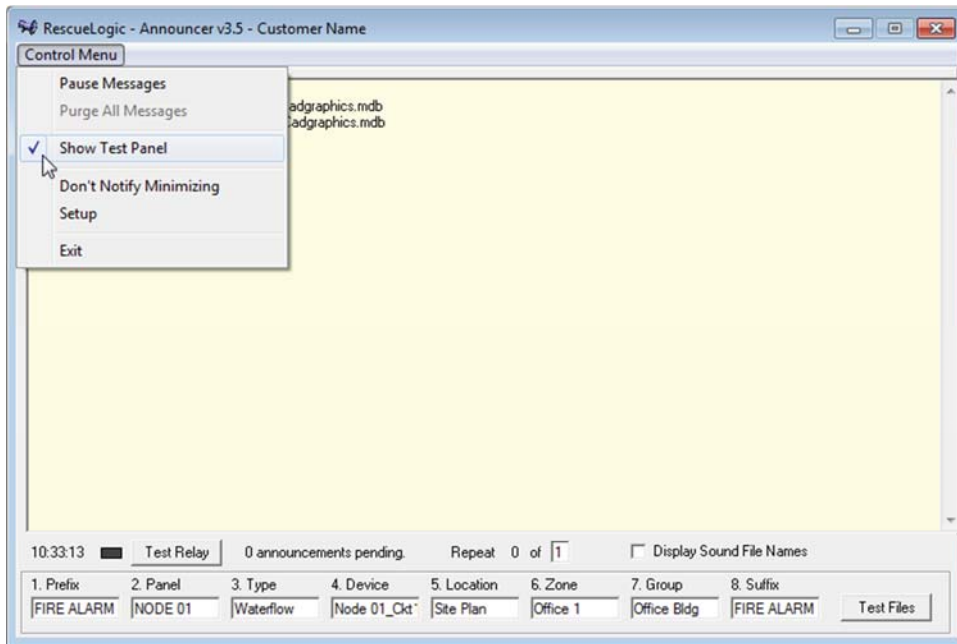 RescueLogic - Announcer v3.5 - Customer Name
Control Menu
Pause Messages
Purge All Messages
adgraphics.mdb
adgraphics.mdb
Show Test Panel
Don't Notify Minimizing
Setup
Exit
10:33:13 Test Relay 0 announcements pending. Repeat 0 of 1 Display Sound File Names
1. Prefix 2. Panel 3. Type 4. Device 5. Location 6. Zone 7. Group 8. Suffix
FIRE ALARM NODE 01 Waterflow Node 01_Ckt Site Plan Office 1 Office Bldg FIRE ALARM Test Files